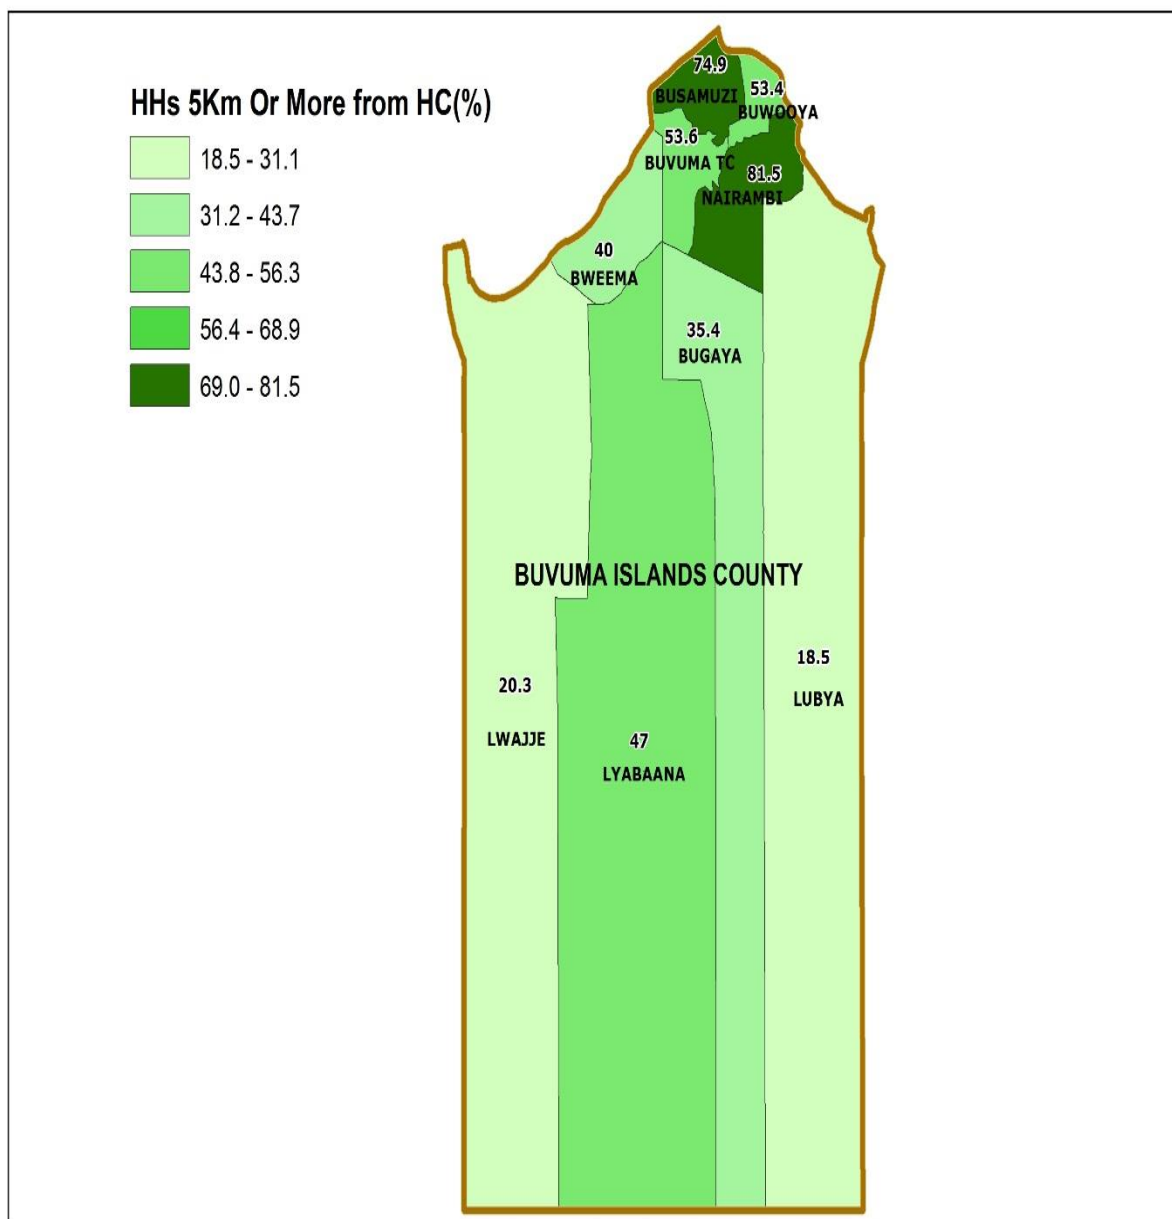 HHs 5Km Or More from HC(%)
18.5 - 31.1
31.2 - 43.7
43.8 - 56.3
56.4 - 68.9
69.0 - 81.5
74.9
BUSAMUZI
53.4
BUWOOYA
53.6
BUVUMA TC
81.5
NAIRAMBI
40
BWEEMA
35.4
BUGAYA
BUVUMA ISLANDS COUNTY
20.3
LWAJJE
47
LYABAANA
18.5
LUBYA